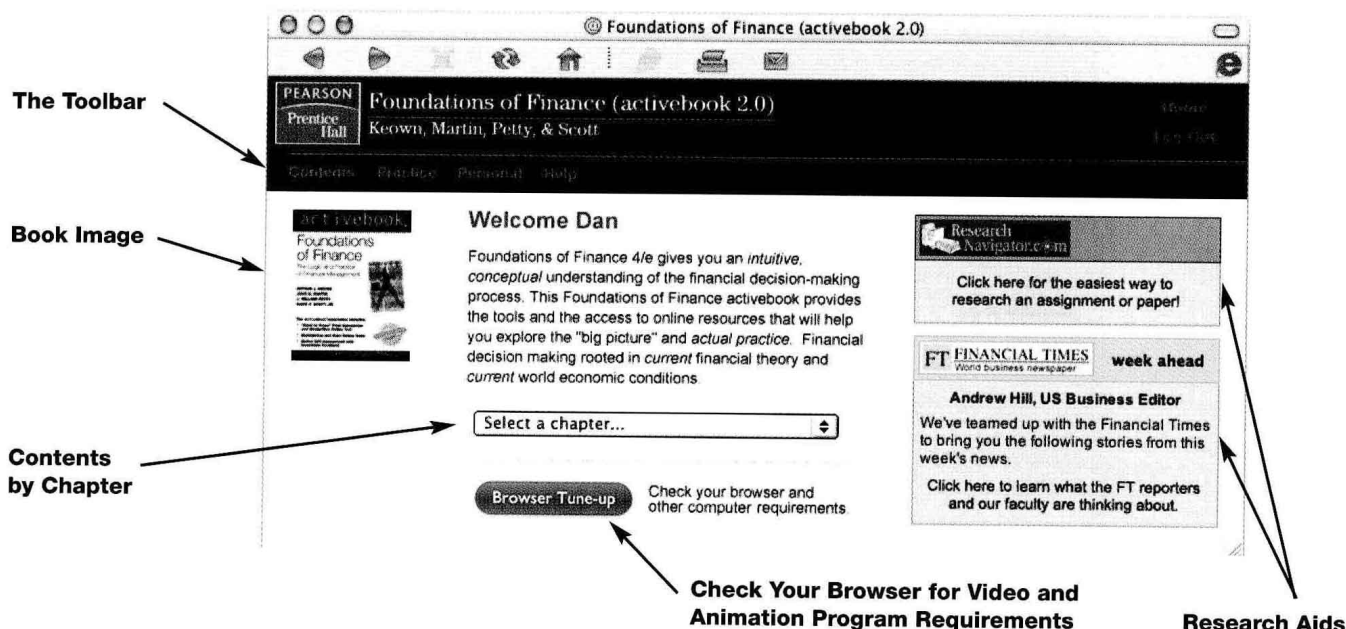 Foundations of Finance (activebook 2.0)
PEARSON
Prentice
Hall
Foundations of Finance (activebook 2.0)
Keown, Martin, Petty, & Scott
Home
Log Out
Contents Practice Personal Help
The Toolbar
Book Image
Contents
by Chapter
activebook
Foundations
of Finance
Welcome Dan
Foundations of Finance 4/e gives you an intuitive,
conceptual understanding of the financial decision-making
process. This Foundations of Finance activebook provides
the tools and the access to online resources that will help
you explore the "big picture" and actual practice. Financial
decision making rooted in current financial theory and
current world economic conditions.
Select a chapter...
Browser Tune-up
Check your browser and
other computer requirements.
Research
Navigator.com
Click here for the easiest way to
research an assignment or paper!
FT FINANCIAL TIMES
World business newspaper
week ahead
Andrew Hill, US Business Editor
We've teamed up with the Financial Times
to bring you the following stories from this
week's news.
Click here to learn what the FT reporters
and our faculty are thinking about.
Check Your Browser for Video and
Animation Program Requirements
Research Aids